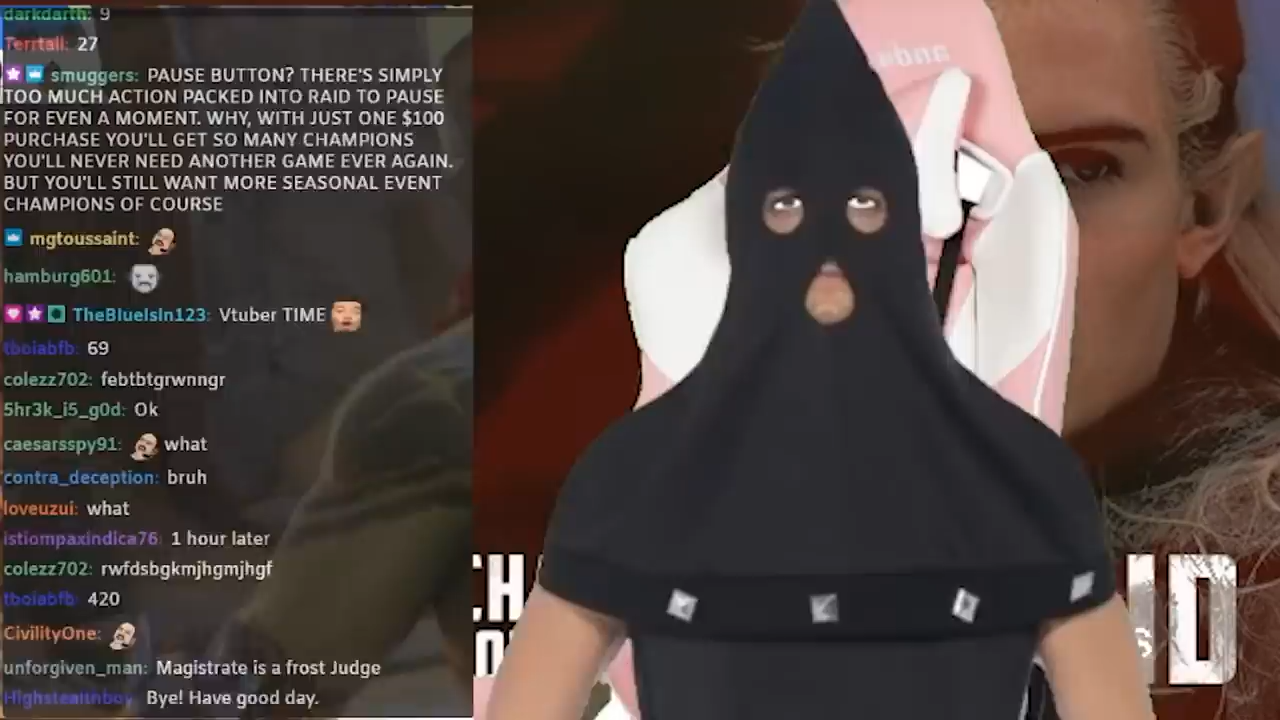 darkdarth: 9
Terrtall: 27
smuggers: PAUSE BUTTON? THERE'S SIMPLY
TOO MUCH ACTION PACKED INTO RAID TO PAUSE
FOR EVEN A MOMENT. WHY, WITH JUST ONE $100
PURCHASE YOU'LL GET SO MANY CHAMPIONS
YOU'LL NEVER NEED ANOTHER GAME EVER AGAIN.
BUT YOU'LL STILL WANT MORE SEASONAL EVENT
CHAMPIONS OF COURSE
mgtoussaint:
hamburg601:
TheBlueIsIn123: Vtuber TIME
tboiabfb: 69
colezz702: febtbtgrwnngr
5hr3k_i5_g0d: Ok
caesarsspy91: what
contra_deception: bruh
loveuzui: what
istiompaxindica76: 1 hour later
colezz702: rwfdsbgkmjhgmjhgf
tboiabfb: 420
CivilityOne:
unforgiven_man: Magistrate is a frost Judge
Highstealthboy: Bye! Have good day.
CH
ID